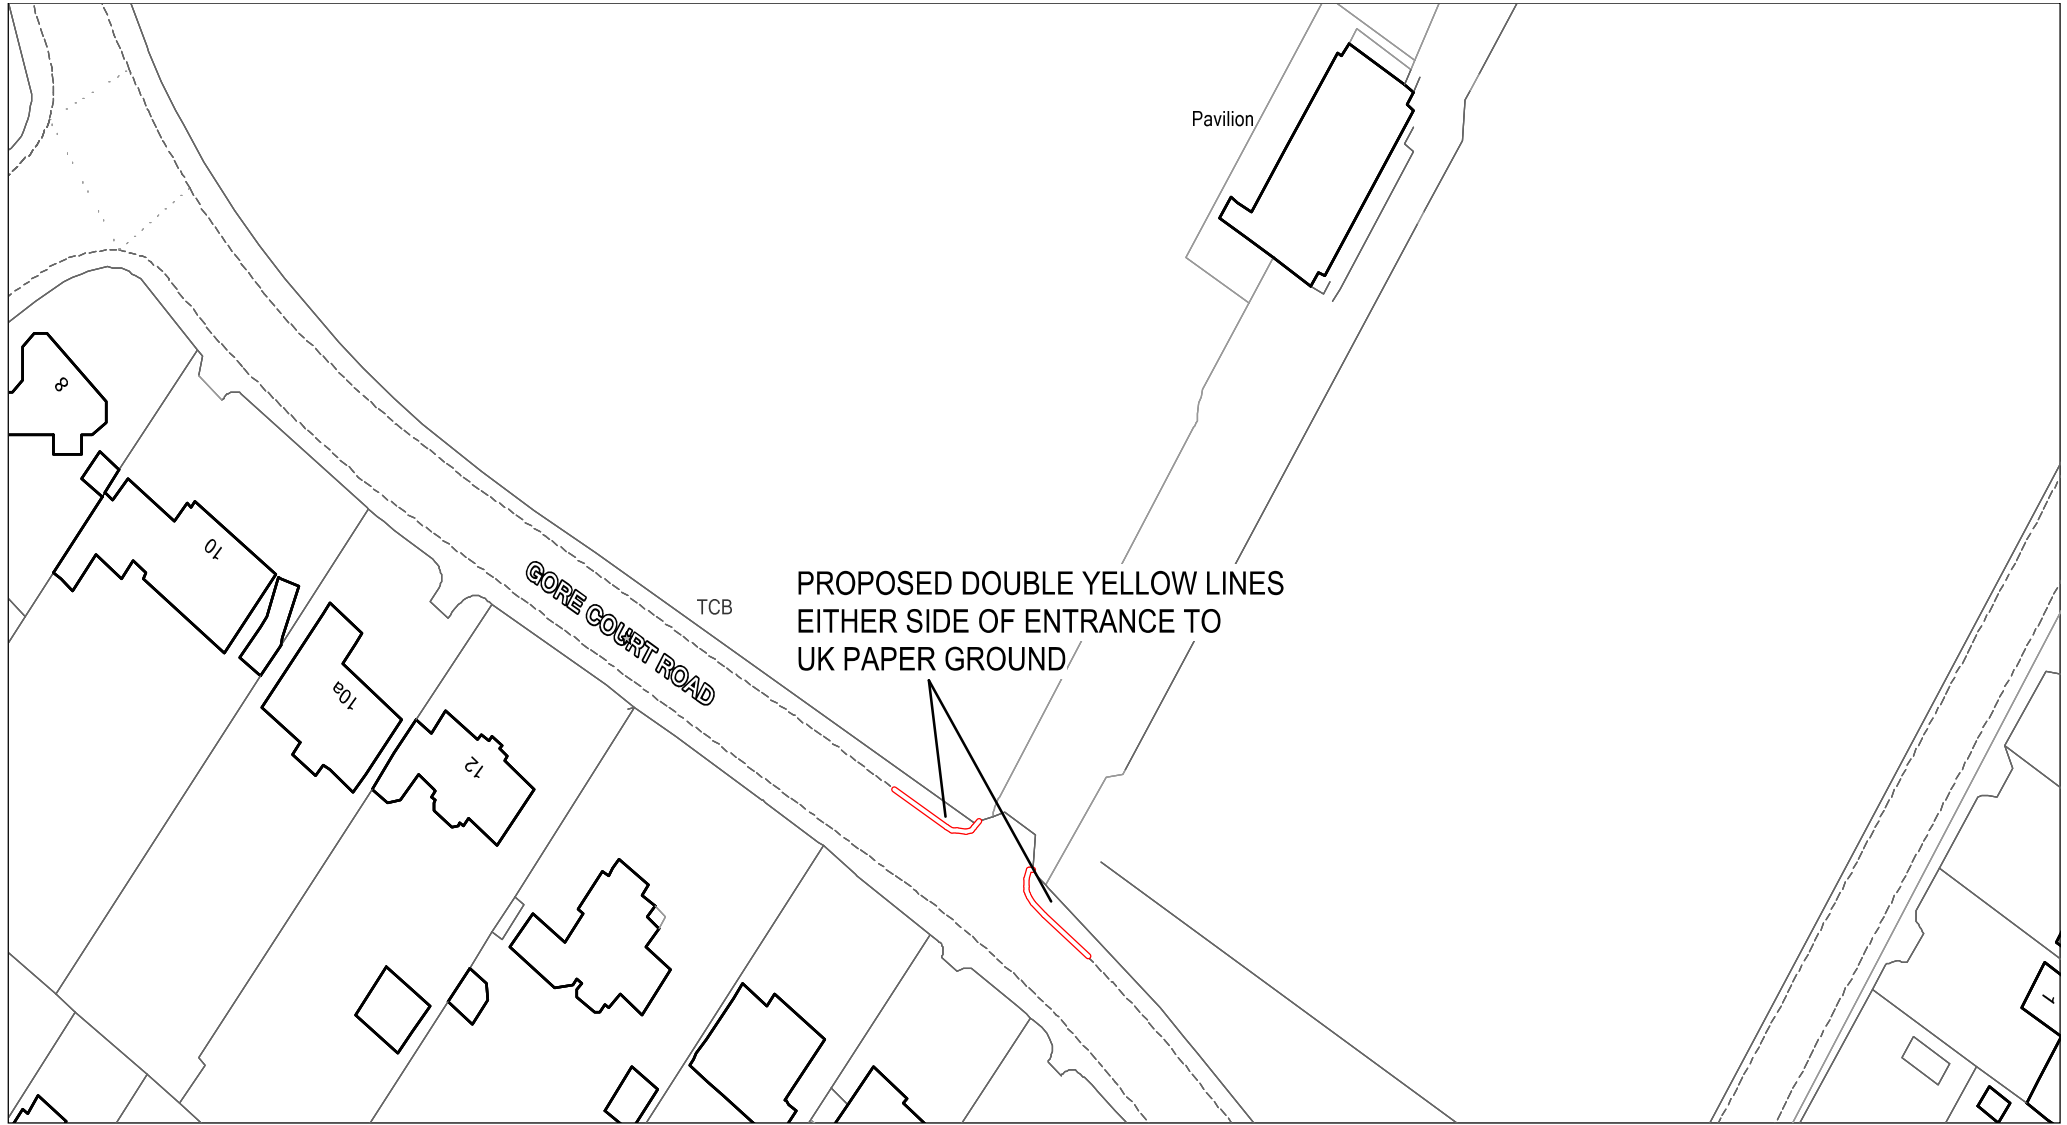 Pavilion
8
10
GORE COURT ROAD
TCB
PROPOSED DOUBLE YELLOW LINES
EITHER SIDE OF ENTRANCE TO
UK PAPER GROUND
10a
12
1